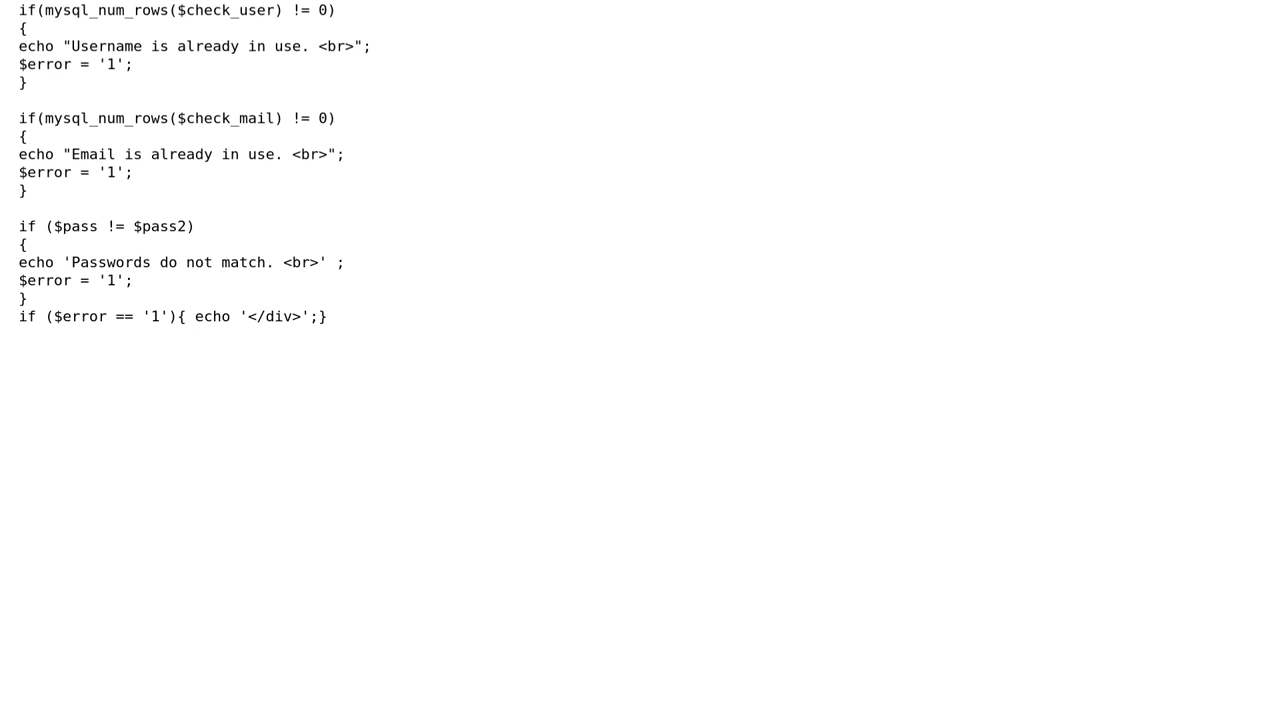 if(mysql_num_rows($check_user) != 0)
{
echo "Username is already in use. <br>";
$error = '1';
}

if(mysql_num_rows($check_mail) != 0)
{
echo "Email is already in use. <br>";
$error = '1';
}

if ($pass != $pass2)
{
echo 'Passwords do not match. <br>' ;
$error = '1';
}
if ($error == '1'){ echo '</div>';}